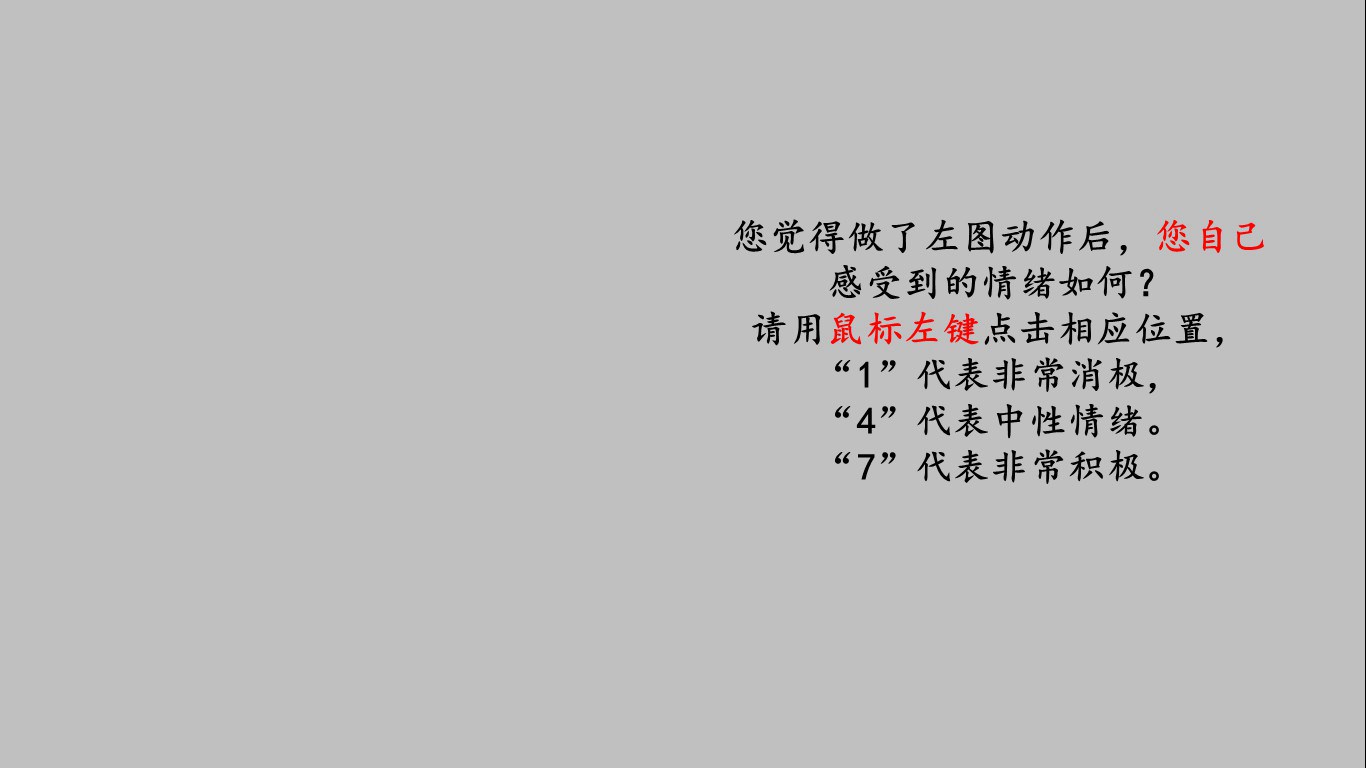 您觉得做了左图动作后，您自己
感受到的情绪如何？
请用鼠标左键点击相应位置，
“1”代表非常消极，
“4”代表中性情绪。
“7”代表非常积极。